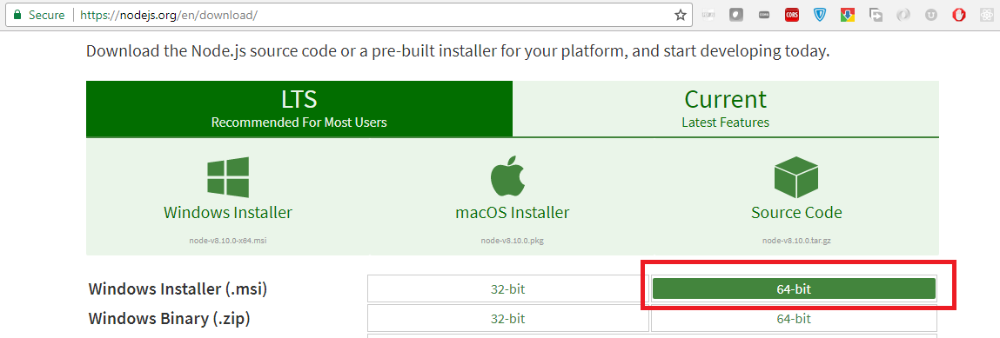 Secure https://nodejs.org/en/download/
CORS
Download the Node.js source code or a pre-built installer for your platform, and start developing today.
LTS
Recommended For Most Users
Current
Latest Features
Windows Installer
node-v8.10.0-x64.msi
macOS Installer
node-v8.10.0.pkg
Source Code
node-v8.10.0.tar.gz
Windows Installer (.msi) 32-bit 64-bit
Windows Binary (.zip) 32-bit 64-bit